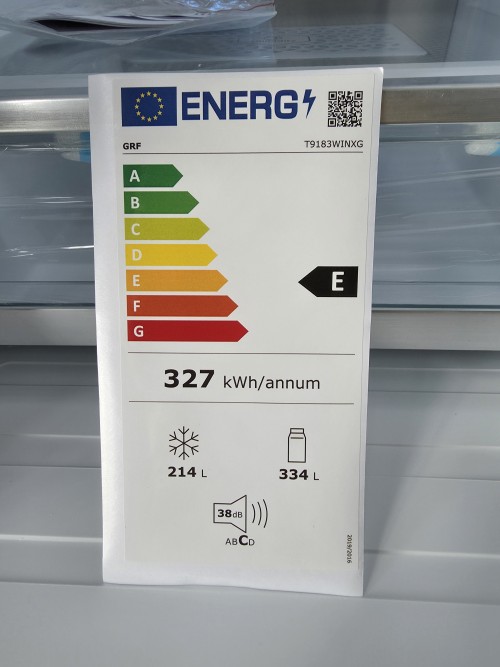 ENERG
GRF T9183WINXG
A
B
C
D
E
E
F
G
327 kWh/annum
214 L 334 L
38dB
ABCD
2019/2016